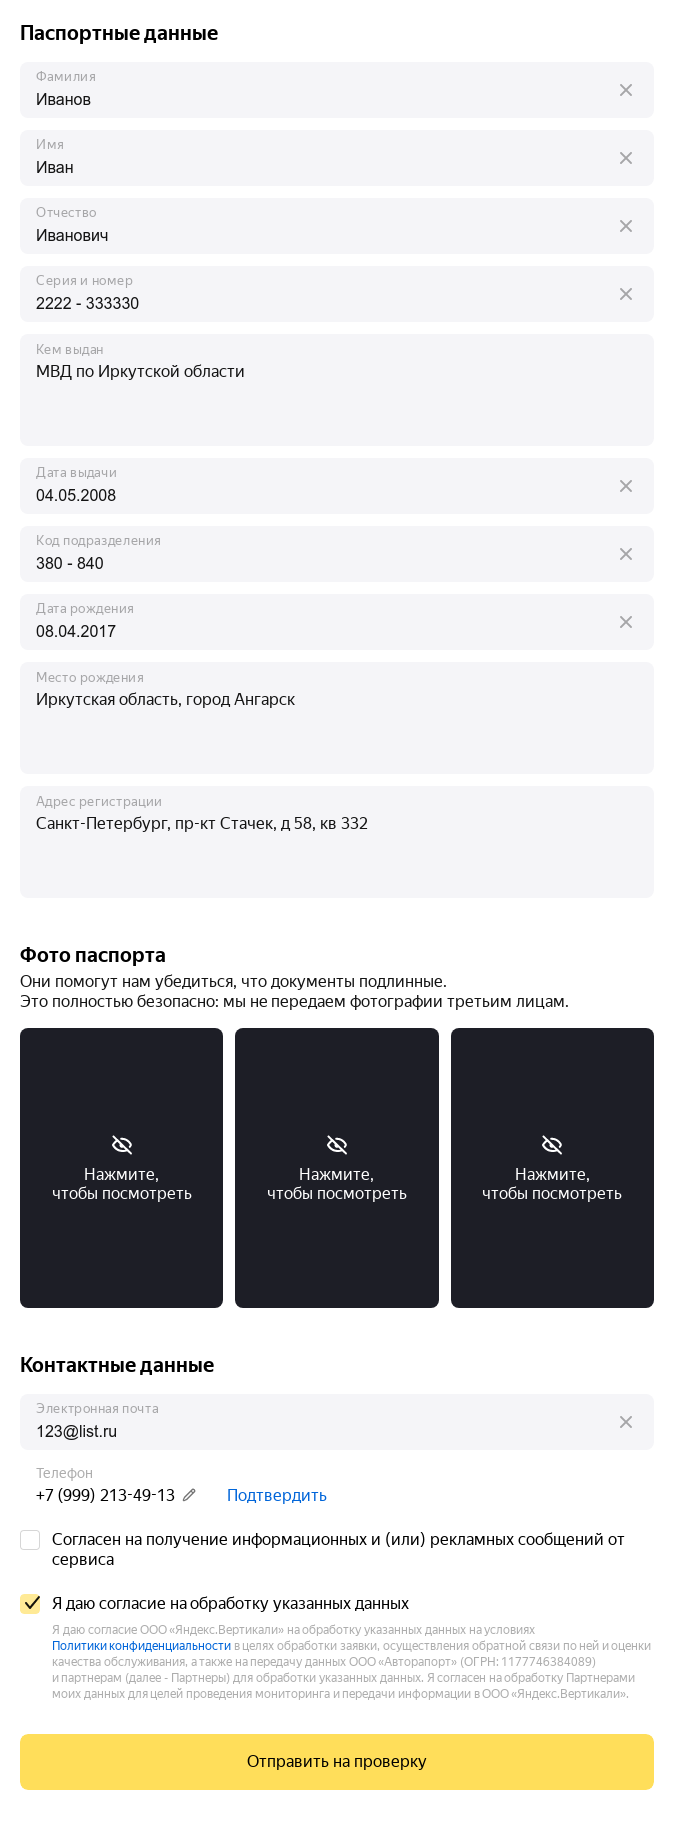 Паспортные данные
Фамилия
Иванов
Имя
Иван
Отчество
Иванович
Серия и номер
2222 - 333330
Кем выдан
МВД по Иркутской области
Дата выдачи
04.05.2008
Код подразделения
380 - 840
Дата рождения
08.04.2017
Место рождения
Иркутская область, город Ангарск
Адрес регистрации
Санкт-Петербург, пр-кт Стачек, д 58, кв 332
Фото паспорта
Они помогут нам убедиться, что документы подлинные.
Это полностью безопасно: мы не передаем фотографии третьим лицам.
Нажмите,
чтобы посмотреть
Нажмите,
чтобы посмотреть
Нажмите,
чтобы посмотреть
Контактные данные
Электронная почта
123@list.ru
Телефон
+7 (999) 213-49-13 Подтвердить
Согласен на получение информационных и (или) рекламных сообщений от
сервиса
Я даю согласие на обработку указанных данных
Я даю согласие ООО «Яндекс.Вертикали» на обработку указанных данных на условиях
Политики конфиденциальности в целях обработки заявки, осуществления обратной связи по ней и оценки
качества обслуживания, а также на передачу данных ООО «Авторапорт» (ОГРН: 1177746384089)
и партнерам (далее - Партнеры) для обработки указанных данных. Я согласен на обработку Партнерами
моих данных для целей проведения мониторинга и передачи информации в ООО «Яндекс.Вертикали».
Отправить на проверку